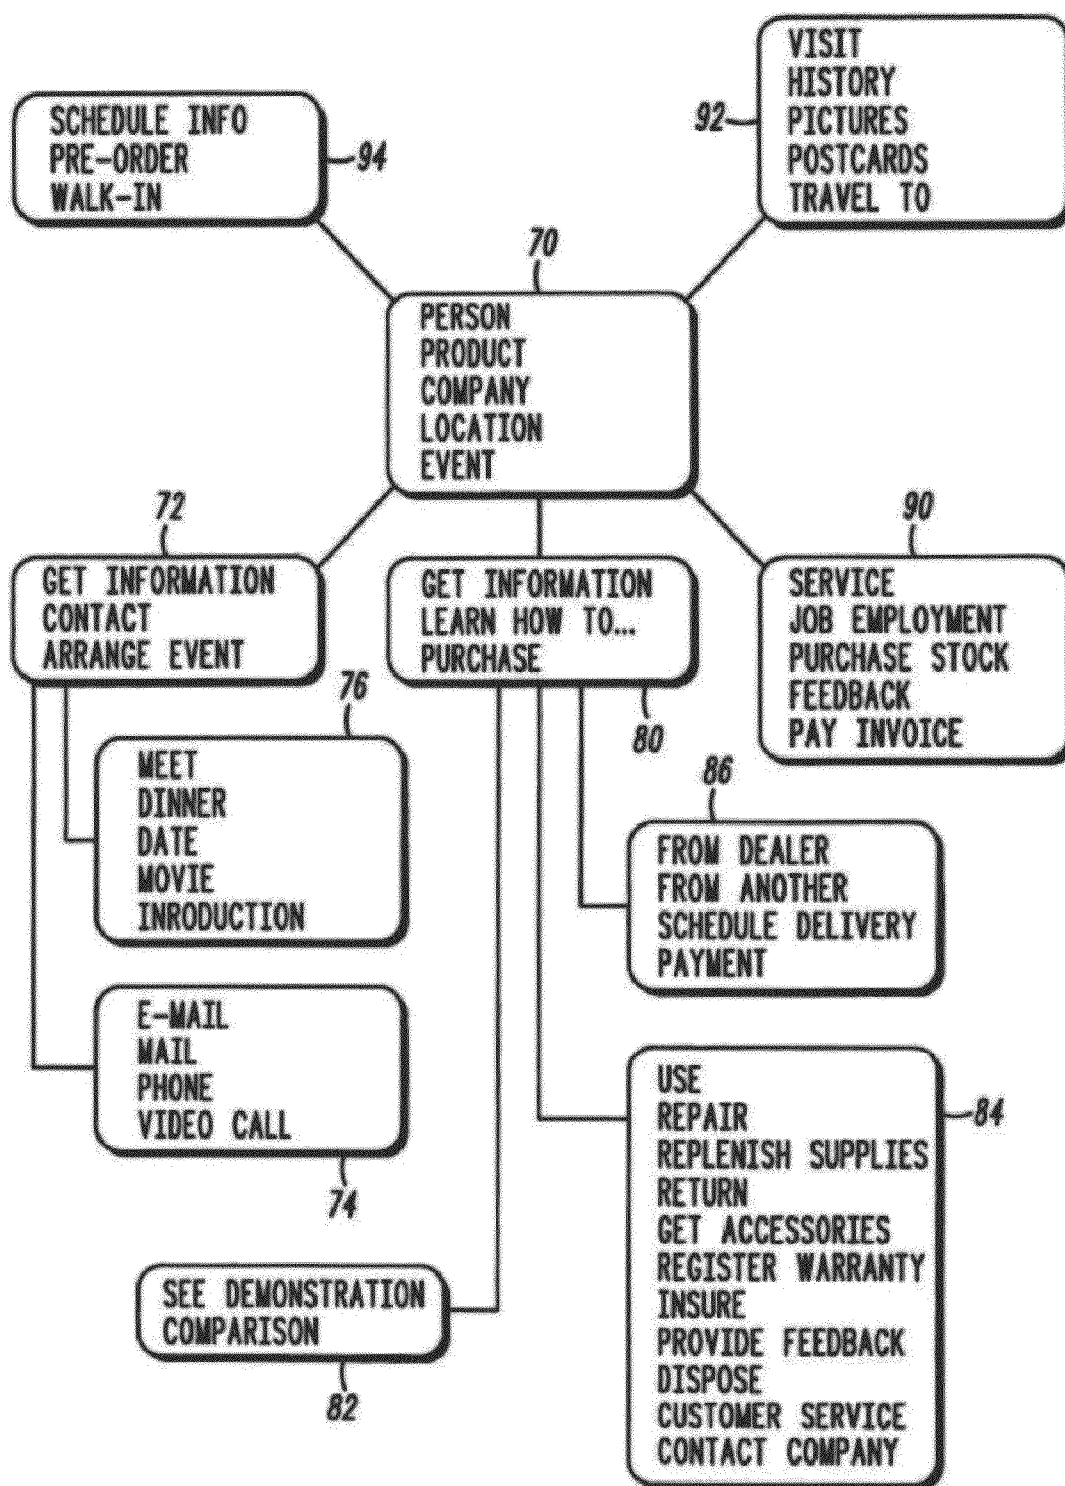 SCHEDULE INFO
PRE-ORDER
WALK-IN
94
VISIT
HISTORY
PICTURES
POSTCARDS
TRAVEL TO
92
70
PERSON
PRODUCT
COMPANY
LOCATION
EVENT
72
GET INFORMATION
CONTACT
ARRANGE EVENT
GET INFORMATION
LEARN HOW TO...
PURCHASE
80
90
SERVICE
JOB EMPLOYMENT
PURCHASE STOCK
FEEDBACK
PAY INVOICE
76
MEET
DINNER
DATE
MOVIE
INRODUCTION
86
FROM DEALER
FROM ANOTHER
SCHEDULE DELIVERY
PAYMENT
E-MAIL
MAIL
PHONE
VIDEO CALL
74
USE
REPAIR
REPLENISH SUPPLIES
RETURN
GET ACCESSORIES
REGISTER WARRANTY
INSURE
PROVIDE FEEDBACK
DISPOSE
CUSTOMER SERVICE
CONTACT COMPANY
84
SEE DEMONSTRATION
COMPARISON
82